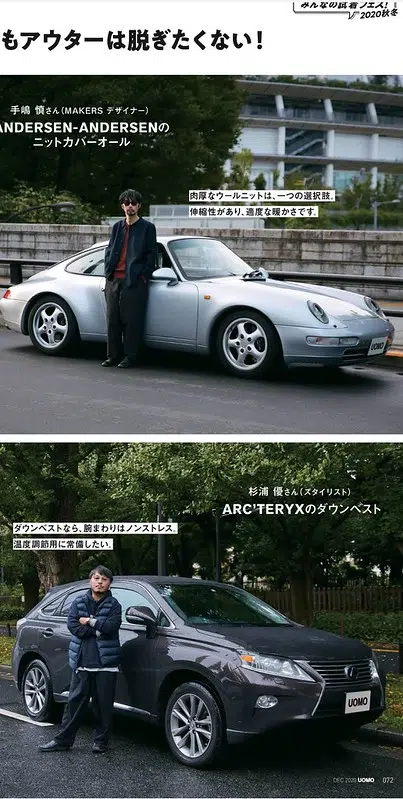 みんなの試着フェス!
2020秋冬
もアウターは脱ぎたくない!
手嶋 慎さん(MAKERS デザイナー)
ANDERSEN-ANDERSENの
ニットカバーオール
肉厚なウールニットは、一つの選択肢。
伸縮性があり、適度な暖かさです。
UOMO
杉浦 優さん(スタイリスト)
ARC'TERYXのダウンベスト
ダウンベストなら、腕まわりはノンストレス。
温度調節用に常備したい。
UOMO
DEC 2020 UOMO 072